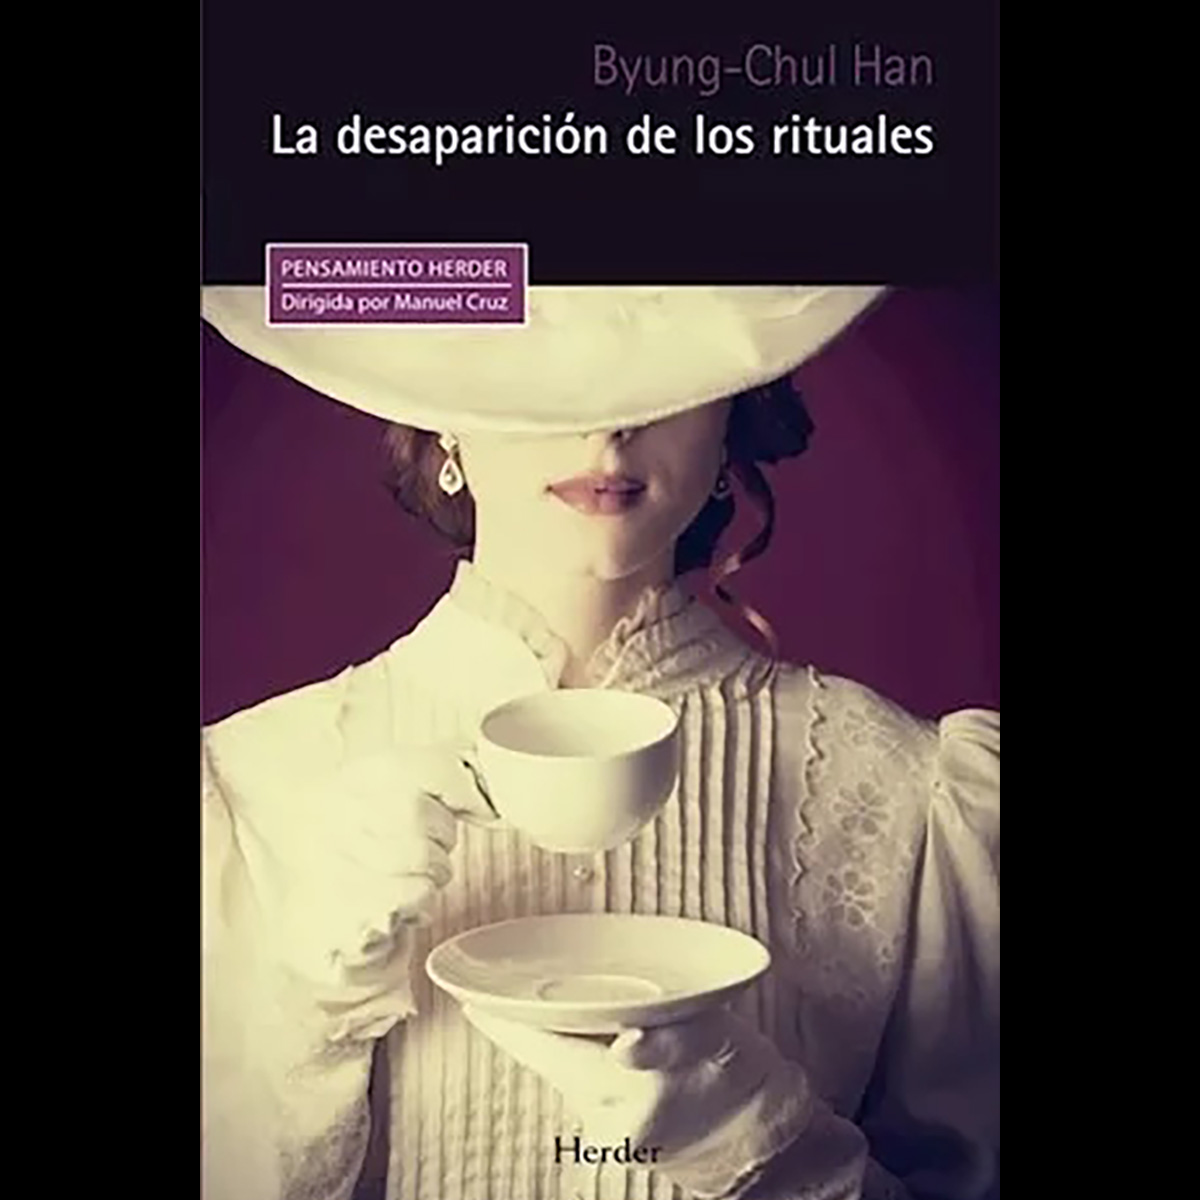 Byung-Chul Han
La desaparición de los rituales
PENSAMIENTO HERDER
Dirigida por Manuel Cruz
Herder